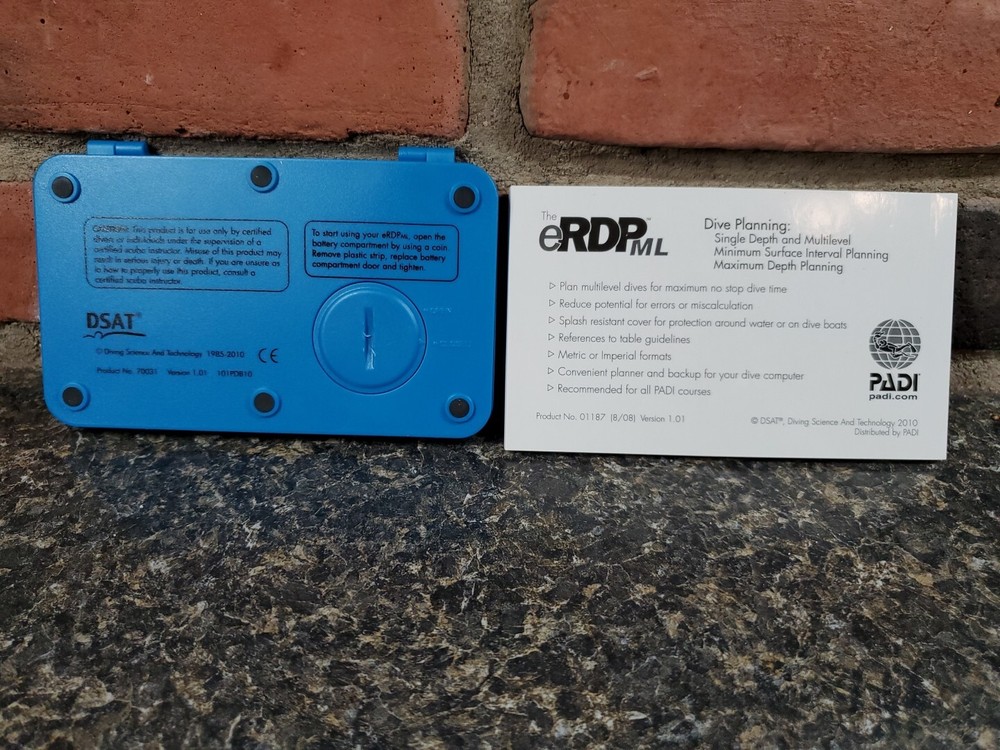 CAUTION: This product is for use only by certified
divers or individuals under the supervision of a
certified scuba instructor. Misuse of this product may
result in serious injury or death. If you are unsure as
to how to properly use this product, consult a
certified scuba instructor.
To start using your eRDPML, open the
battery compartment by using a coin.
Remove plastic strip, replace battery
compartment door and tighten.
DSAT®
© Diving Science And Technology 1985-2010 CE
Product No. 70031 Version 1.01 101PDB10
The
eRDPML™
Dive Planning:
Single Depth and Multilevel
Minimum Surface Interval Planning
Maximum Depth Planning
▷ Plan multilevel dives for maximum no stop dive time
▷ Reduce potential for errors or miscalculation
▷ Splash resistant cover for protection around water or on dive boats
▷ References to table guidelines
▷ Metric or Imperial formats
▷ Convenient planner and backup for your dive computer
▷ Recommended for all PADI courses
PADI
padi.com
Product No. 01187 (8/08) Version 1.01
© DSAT®, Diving Science And Technology 2010
Distributed by PADI